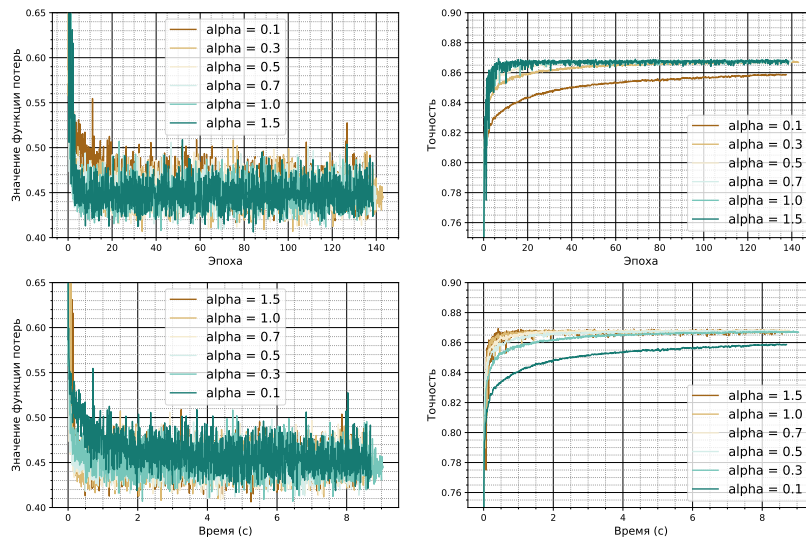 0.65
0.60
0.55
0.50
0.45
0.40
Значение функции потерь
alpha = 0.1
alpha = 0.3
alpha = 0.5
alpha = 0.7
alpha = 1.0
alpha = 1.5
0 20 40 60 80 100 120 140
Эпоха
0.90
0.88
0.86
0.84
0.82
0.80
0.78
0.76
Точность
alpha = 0.1
alpha = 0.3
alpha = 0.5
alpha = 0.7
alpha = 1.0
alpha = 1.5
0 20 40 60 80 100 120 140
Эпоха
0.65
0.60
0.55
0.50
0.45
0.40
Значение функции потерь
alpha = 1.5
alpha = 1.0
alpha = 0.7
alpha = 0.5
alpha = 0.3
alpha = 0.1
0 2 4 6 8
Время (с)
0.90
0.88
0.86
0.84
0.82
0.80
0.78
0.76
Точность
alpha = 1.5
alpha = 1.0
alpha = 0.7
alpha = 0.5
alpha = 0.3
alpha = 0.1
0 2 4 6 8
Время (с)